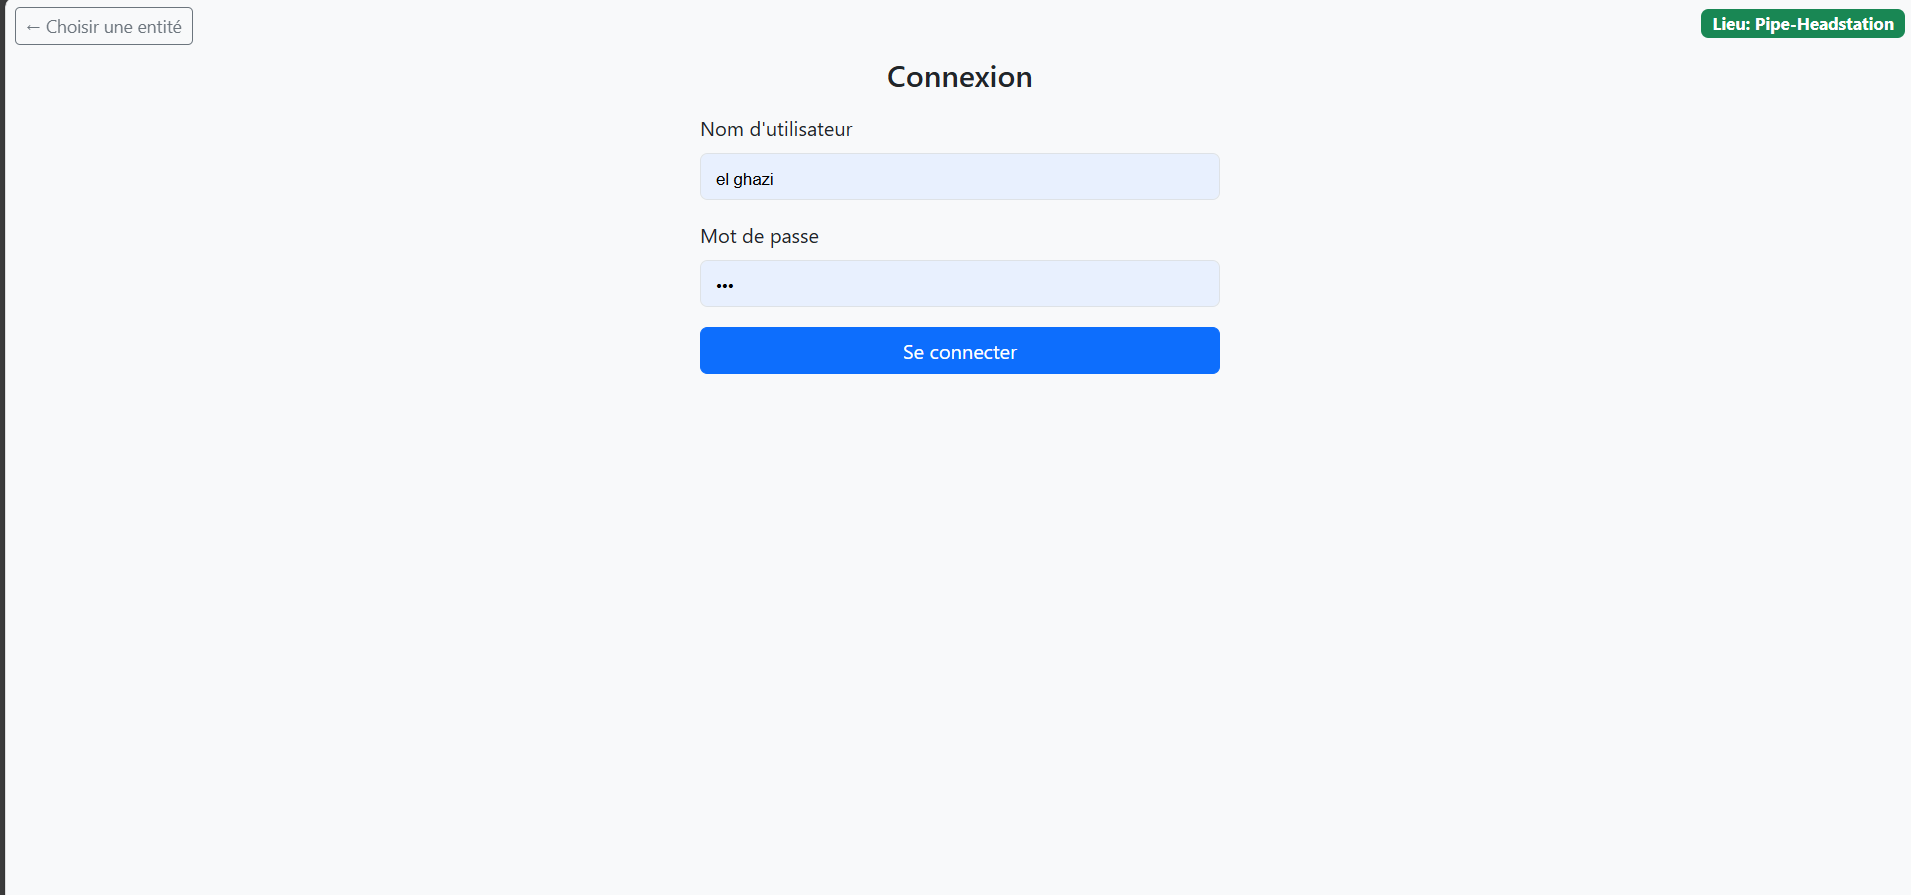 ← Choisir une entité
Lieu: Pipe-Headstation
Connexion
Nom d'utilisateur
el ghazi
Mot de passe
•••
Se connecter